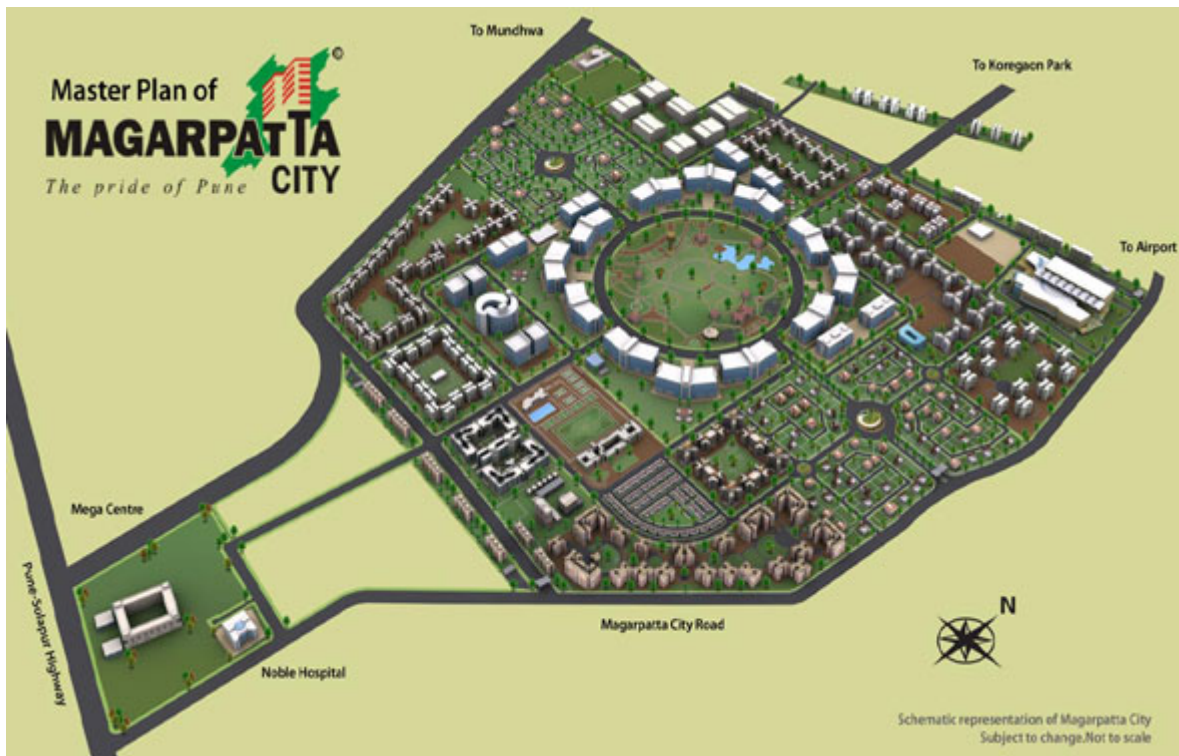 To Mundhwa
To Koregaon Park
Master Plan of
©
MAGARPATTA
The pride of Pune CITY
To Airport
Mega Centre
Pune-Solapur Highway
Magarpatta City Road
N
Noble Hospital
Schematic representation of Magarpatta City
Subject to change.Not to scale